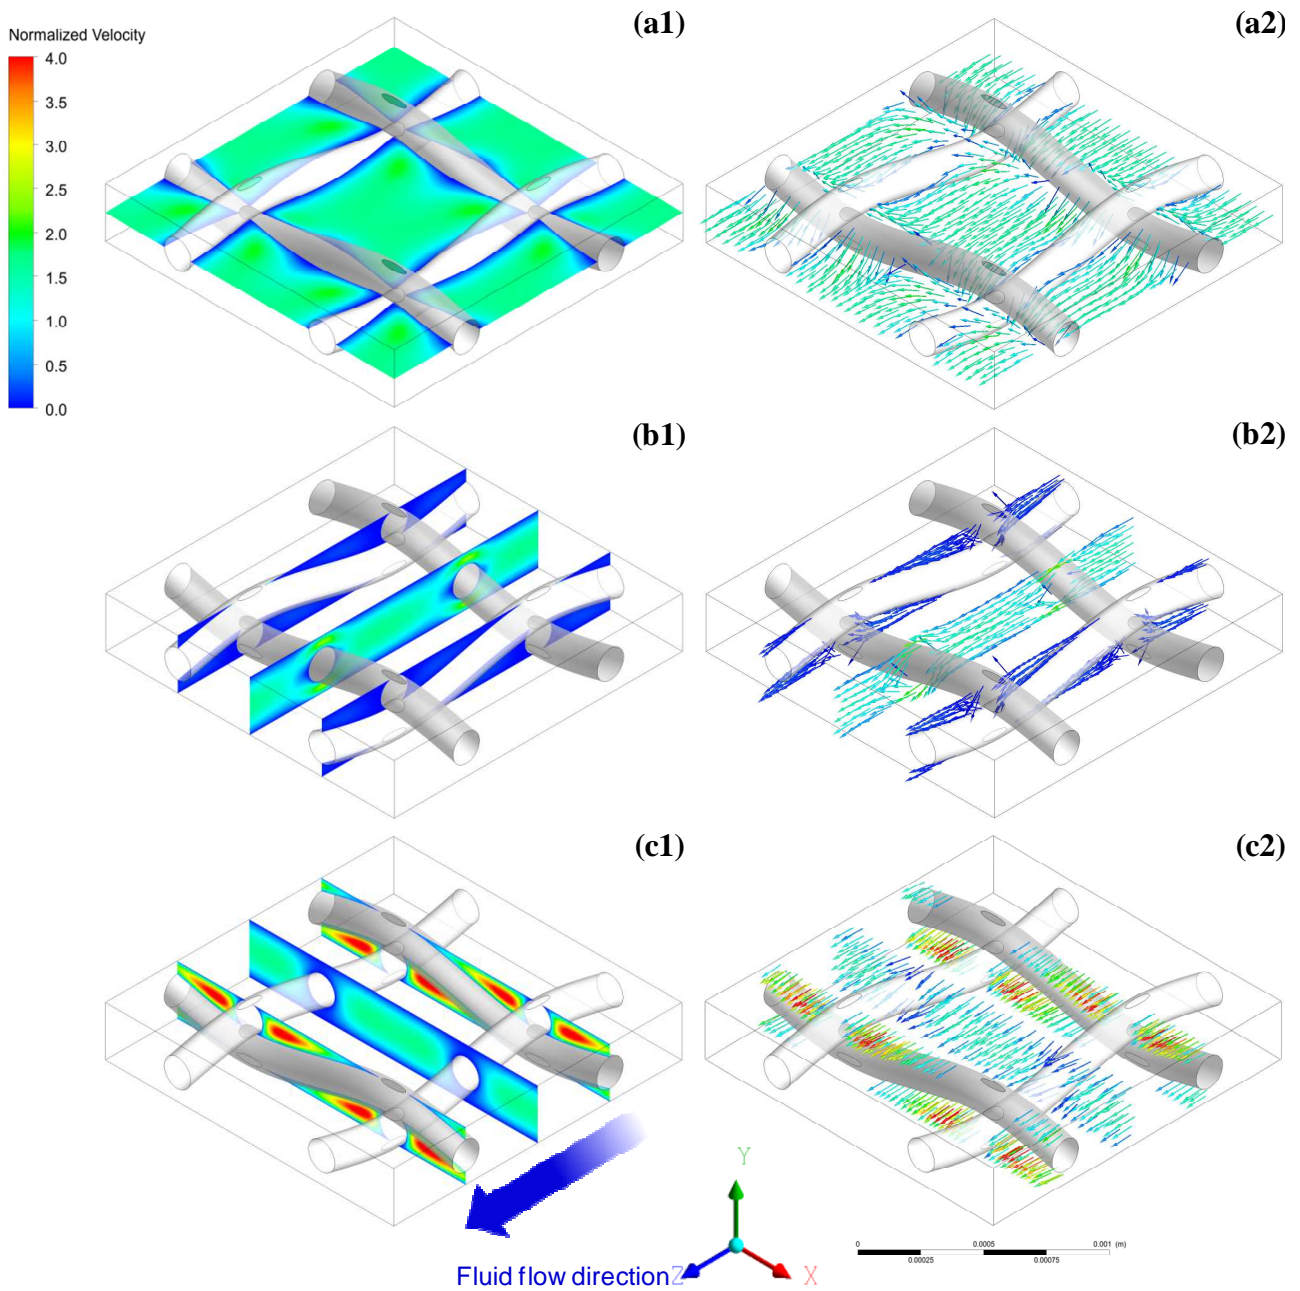 (a1)
(a2)
Normalized Velocity
4.0
3.5
3.0
2.5
2.0
1.5
1.0
0.5
0.0
(b1)
(b2)
(c1)
(c2)
Y
Fluid flow direction
Z
X
0 0.0005 0.001 (m)
0.00025 0.00075